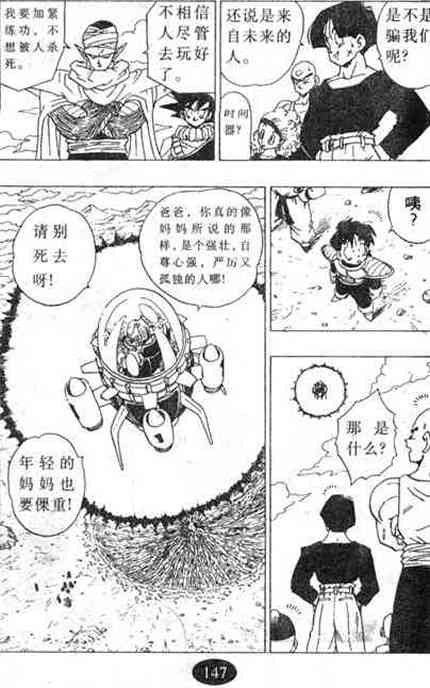 是不是
骗我们
呢?
还说是来
自未来的
人。
时间
器?
不相信
人尽管
去玩好
了。
我要加紧
练功，不
想被人杀
死。
咦?
那是
什么?
爸爸，你真的像
妈妈所说的那
样，是个强壮，自
尊心强，严厉又
孤独的人哪!
请别
死去
呀!
年轻的
妈妈也
要保重!
1
147